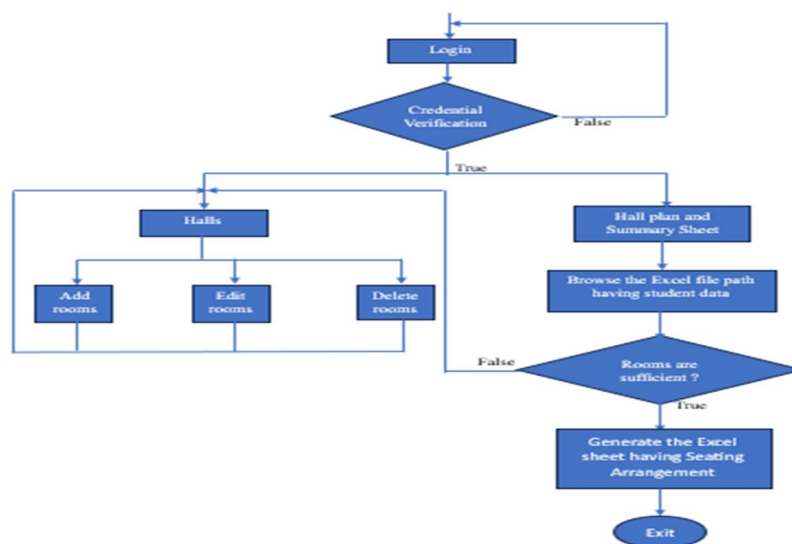 Login
Credential
Verification
False
True
Halls
Hall plan and
Summary Sheet
Add
rooms
Edit
rooms
Delete
rooms
Browse the Excel file path
having student data
False
Rooms are
sufficient ?
True
Generate the Excel
sheet having Seating
Arrangement
Exit